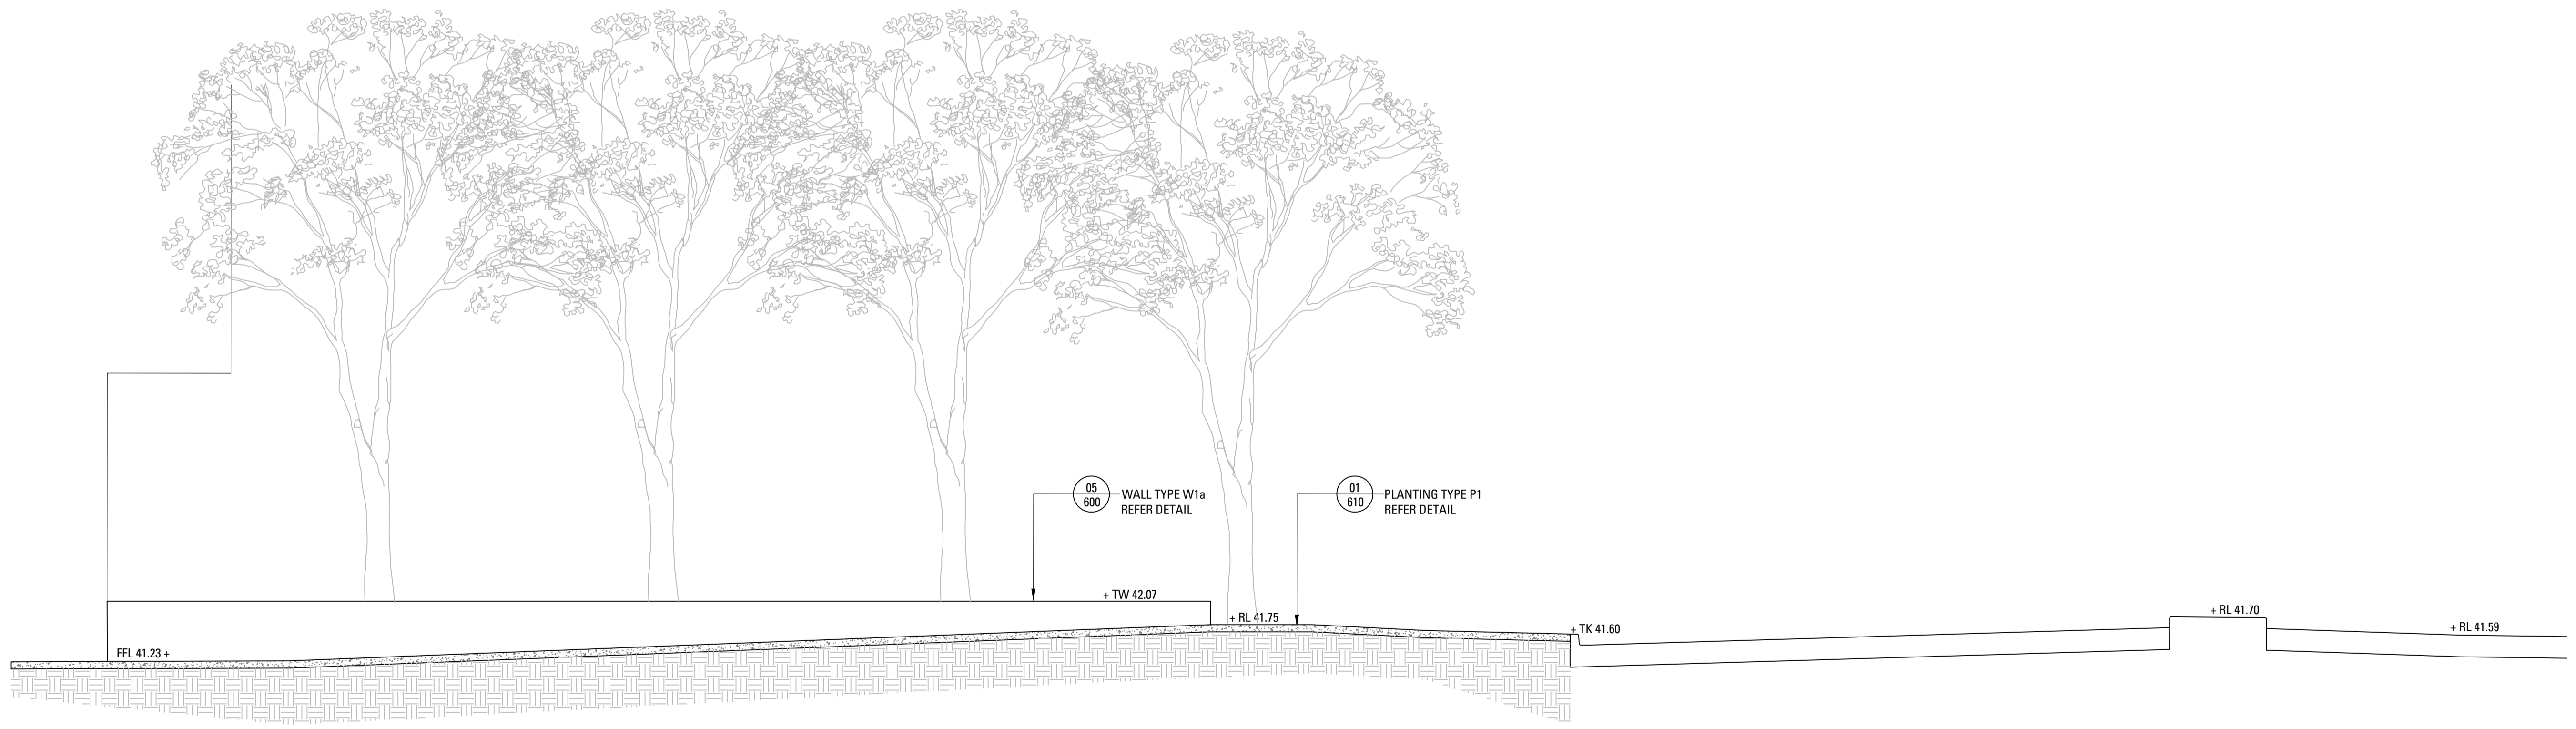 05
600
WALL TYPE W1a
REFER DETAIL
01
610
PLANTING TYPE P1
REFER DETAIL
+ TW 42.07
+ RL 41.75
+ TK 41.60
+ RL 41.70
+ RL 41.59
FFL 41.23 +